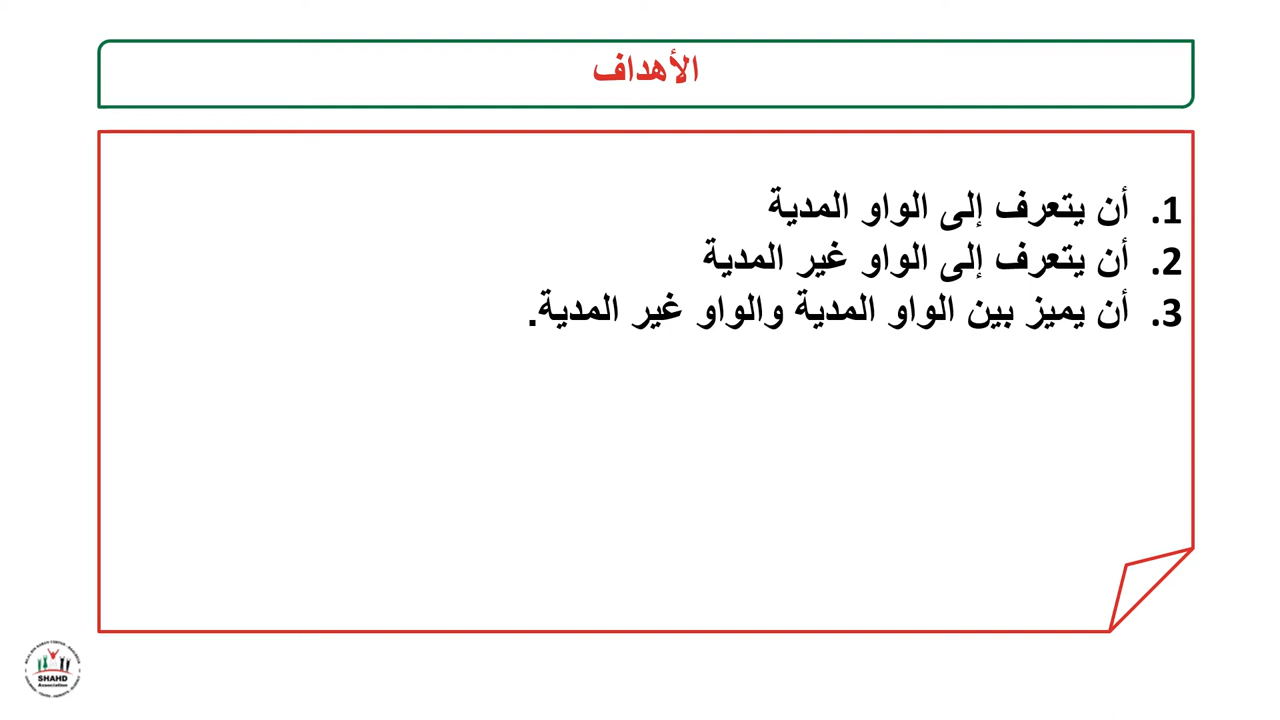 الأهداف
1. أن يتعرف إلى الواو المدية
2. أن يتعرف إلى الواو غير المدية
3. أن يميز بين الواو المدية والواو غير المدية.
SHAHD
Association